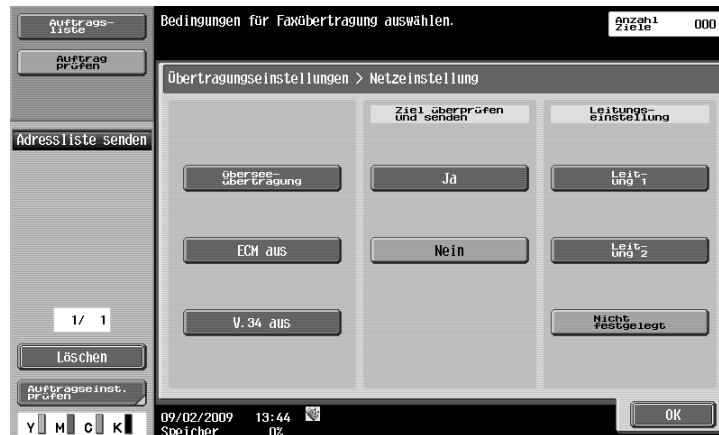 Auftrags-
liste
Auftrag
prüfen
Adressliste senden
1/ 1
Löschen
Auftragseinst.
prüfen
Y M C K
Bedingungen für Faxübertragung auswählen.
Anzahl
Ziele
000
Übertragungseinstellungen > Netzeinstellung
Übersee-
übertragung
ECM aus
V.34 aus
Ziel überprüfen
und senden
Ja
Nein
Leitungs-
einstellung
Leit-
ung 1
Leit-
ung 2
Nicht
festgelegt
09/02/2009 13:44
Speicher 0%
OK